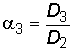 α₃ = D₃ / D₂